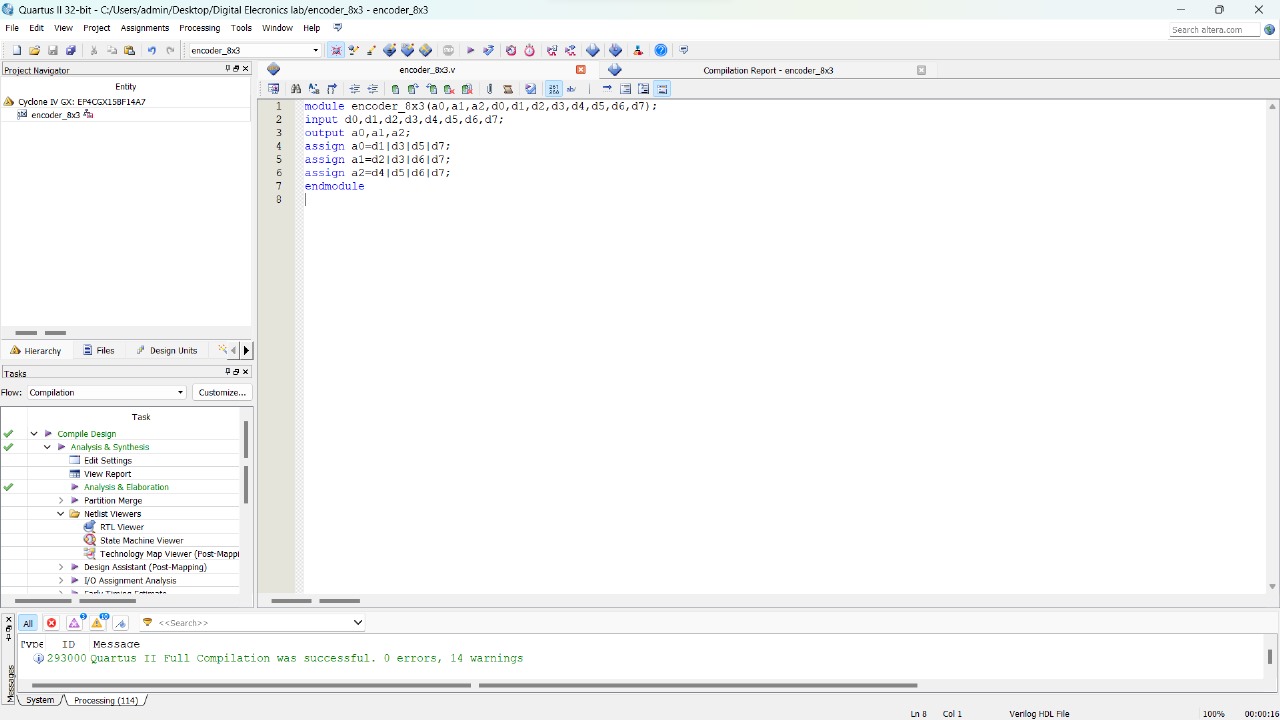 Quartus II 32-bit - C:/Users/admin/Desktop/Digital Elecronics lab/encoder_8x3 - encoder_8x3
File Edit View Project Assignments Processing Tools Window Help
Search altera.com
encoder_8x3
Project Navigator
Entity
Cyclone IV GX: EP4CGX15BF14A7
encoder_8x3
Hierarchy Files Design Units
encoder_8x3.v
Compilation Report - encoder_8x3
1 module encoder_8x3(a0,a1,a2,d0,d1,d2,d3,d4,d5,d6,d7);
2 input d0,d1,d2,d3,d4,d5,d6,d7;
3 output a0,a1,a2;
4 assign a0=d1|d3|d5|d7;
5 assign a1=d2|d3|d6|d7;
6 assign a2=d4|d5|d6|d7;
7 endmodule
8
Tasks
Flow: Compilation Customize...
Task
Compile Design
Analysis & Synthesis
Edit Settings
View Report
Analysis & Elaboration
Partition Merge
Netlist Viewers
RTL Viewer
State Machine Viewer
Technology Map Viewer (Post-Mappi
Design Assistant (Post-Mapping)
I/O Assignment Analysis
Early Timing Estimate
All <<Search>>
Type ID Message
293000 Quartus II Full Compilation was successful. 0 errors, 14 warnings
Messages
System Processing (114)
Ln 8 Col 1 Verilog HDL File 100% 00:00:16